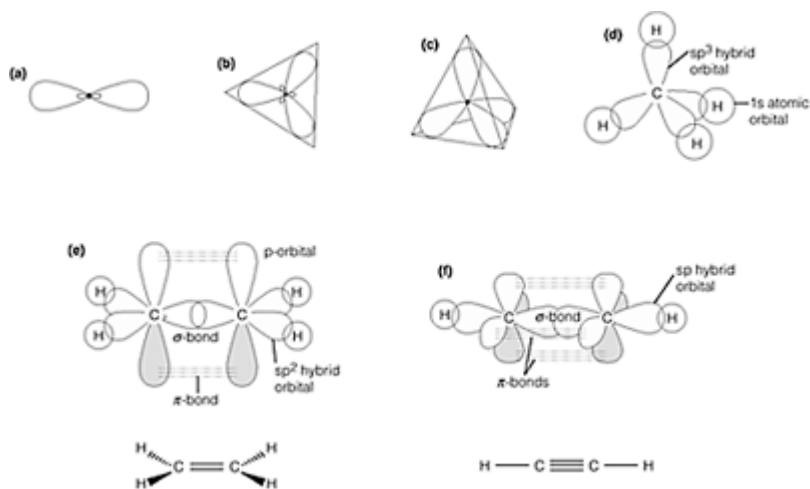 (a)
(b)
(c)
(d)
H
sp³ hybrid
orbital
C
H
1s atomic
orbital
H
H
(e)
p-orbital
H
H
C
C
H
H
σ-bond
sp² hybrid
orbital
π-bond
(f)
sp hybrid
orbital
H
C
σ-bond
C
H
π-bonds
H
H
C
C
H
H
H
C
C
H